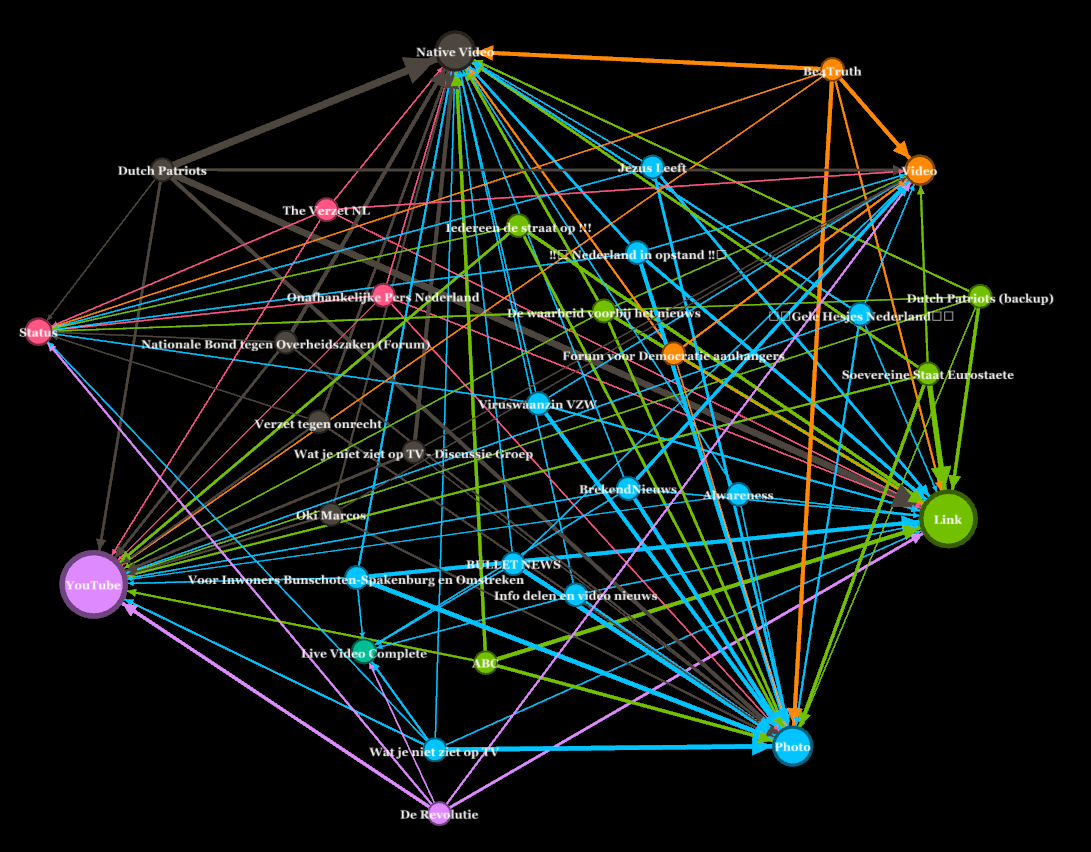 Native Video
Be4Truth
Dutch Patriots
Jezus Leeft
Video
The Verzet NL
Iedereen de straat op !!!
!!□ Nederland in opstand !!□
Onafhankelijke Pers Nederland
Dutch Patriots (backup)
De waarheid voorbij het nieuws
□□Gele Hesjes Nederland□□
Status
Nationale Bond tegen Overheidszaken (Forum)
Forum voor Democratie aanhangers
Soevereine Staat Eurostaete
Viruswaanzin VZW
Verzet tegen onrecht
Wat je niet ziet op TV - Discussie Groep
BrekendNieuws
AIwareness
Oki Marcos
Link
BULLET NEWS
Voor Inwoners Bunschoten-Spakenburg en Omstreken
YouTube
Info delen en video nieuws
Live Video Complete
ABC
Photo
Wat je niet ziet op TV
De Revolutie